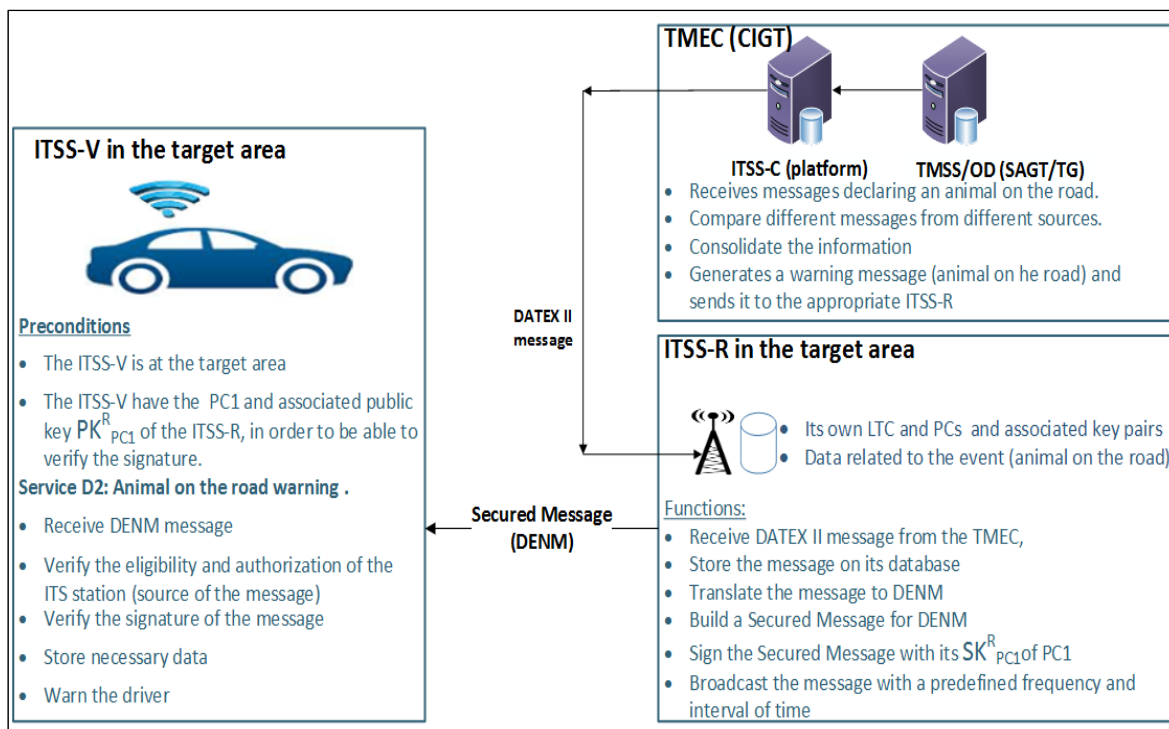 TMEC (CIGT)
ITSS-C (platform)
TMSS/OD (SAGT/TG)
• Receives messages declaring an animal on the road.
• Compare different messages from different sources.
• Consolidate the information
• Generates a warning message (animal on he road) and
sends it to the appropriate ITSS-R
DATEX II
message
ITSS-V in the target area
Preconditions
• The ITSS-V is at the target area
• The ITSS-V have the PC1 and associated public
key PK^R_PC1 of the ITSS-R, in order to be able to
verify the signature.
Service D2: Animal on the road warning .
• Receive DENM message
• Verify the eligibility and authorization of the
ITS station (source of the message)
• Verify the signature of the message
• Store necessary data
• Warn the driver
Secured Message
(DENM)
ITSS-R in the target area
• Its own LTC and PCs and associated key pairs
• Data related to the event (animal on the road)
Functions:
• Receive DATEX II message from the TMEC,
• Store the message on its database
• Translate the message to DENM
• Build a Secured Message for DENM
• Sign the Secured Message with its SK^R_PC1 of PC1
• Broadcast the message with a predefined frequency and
interval of time